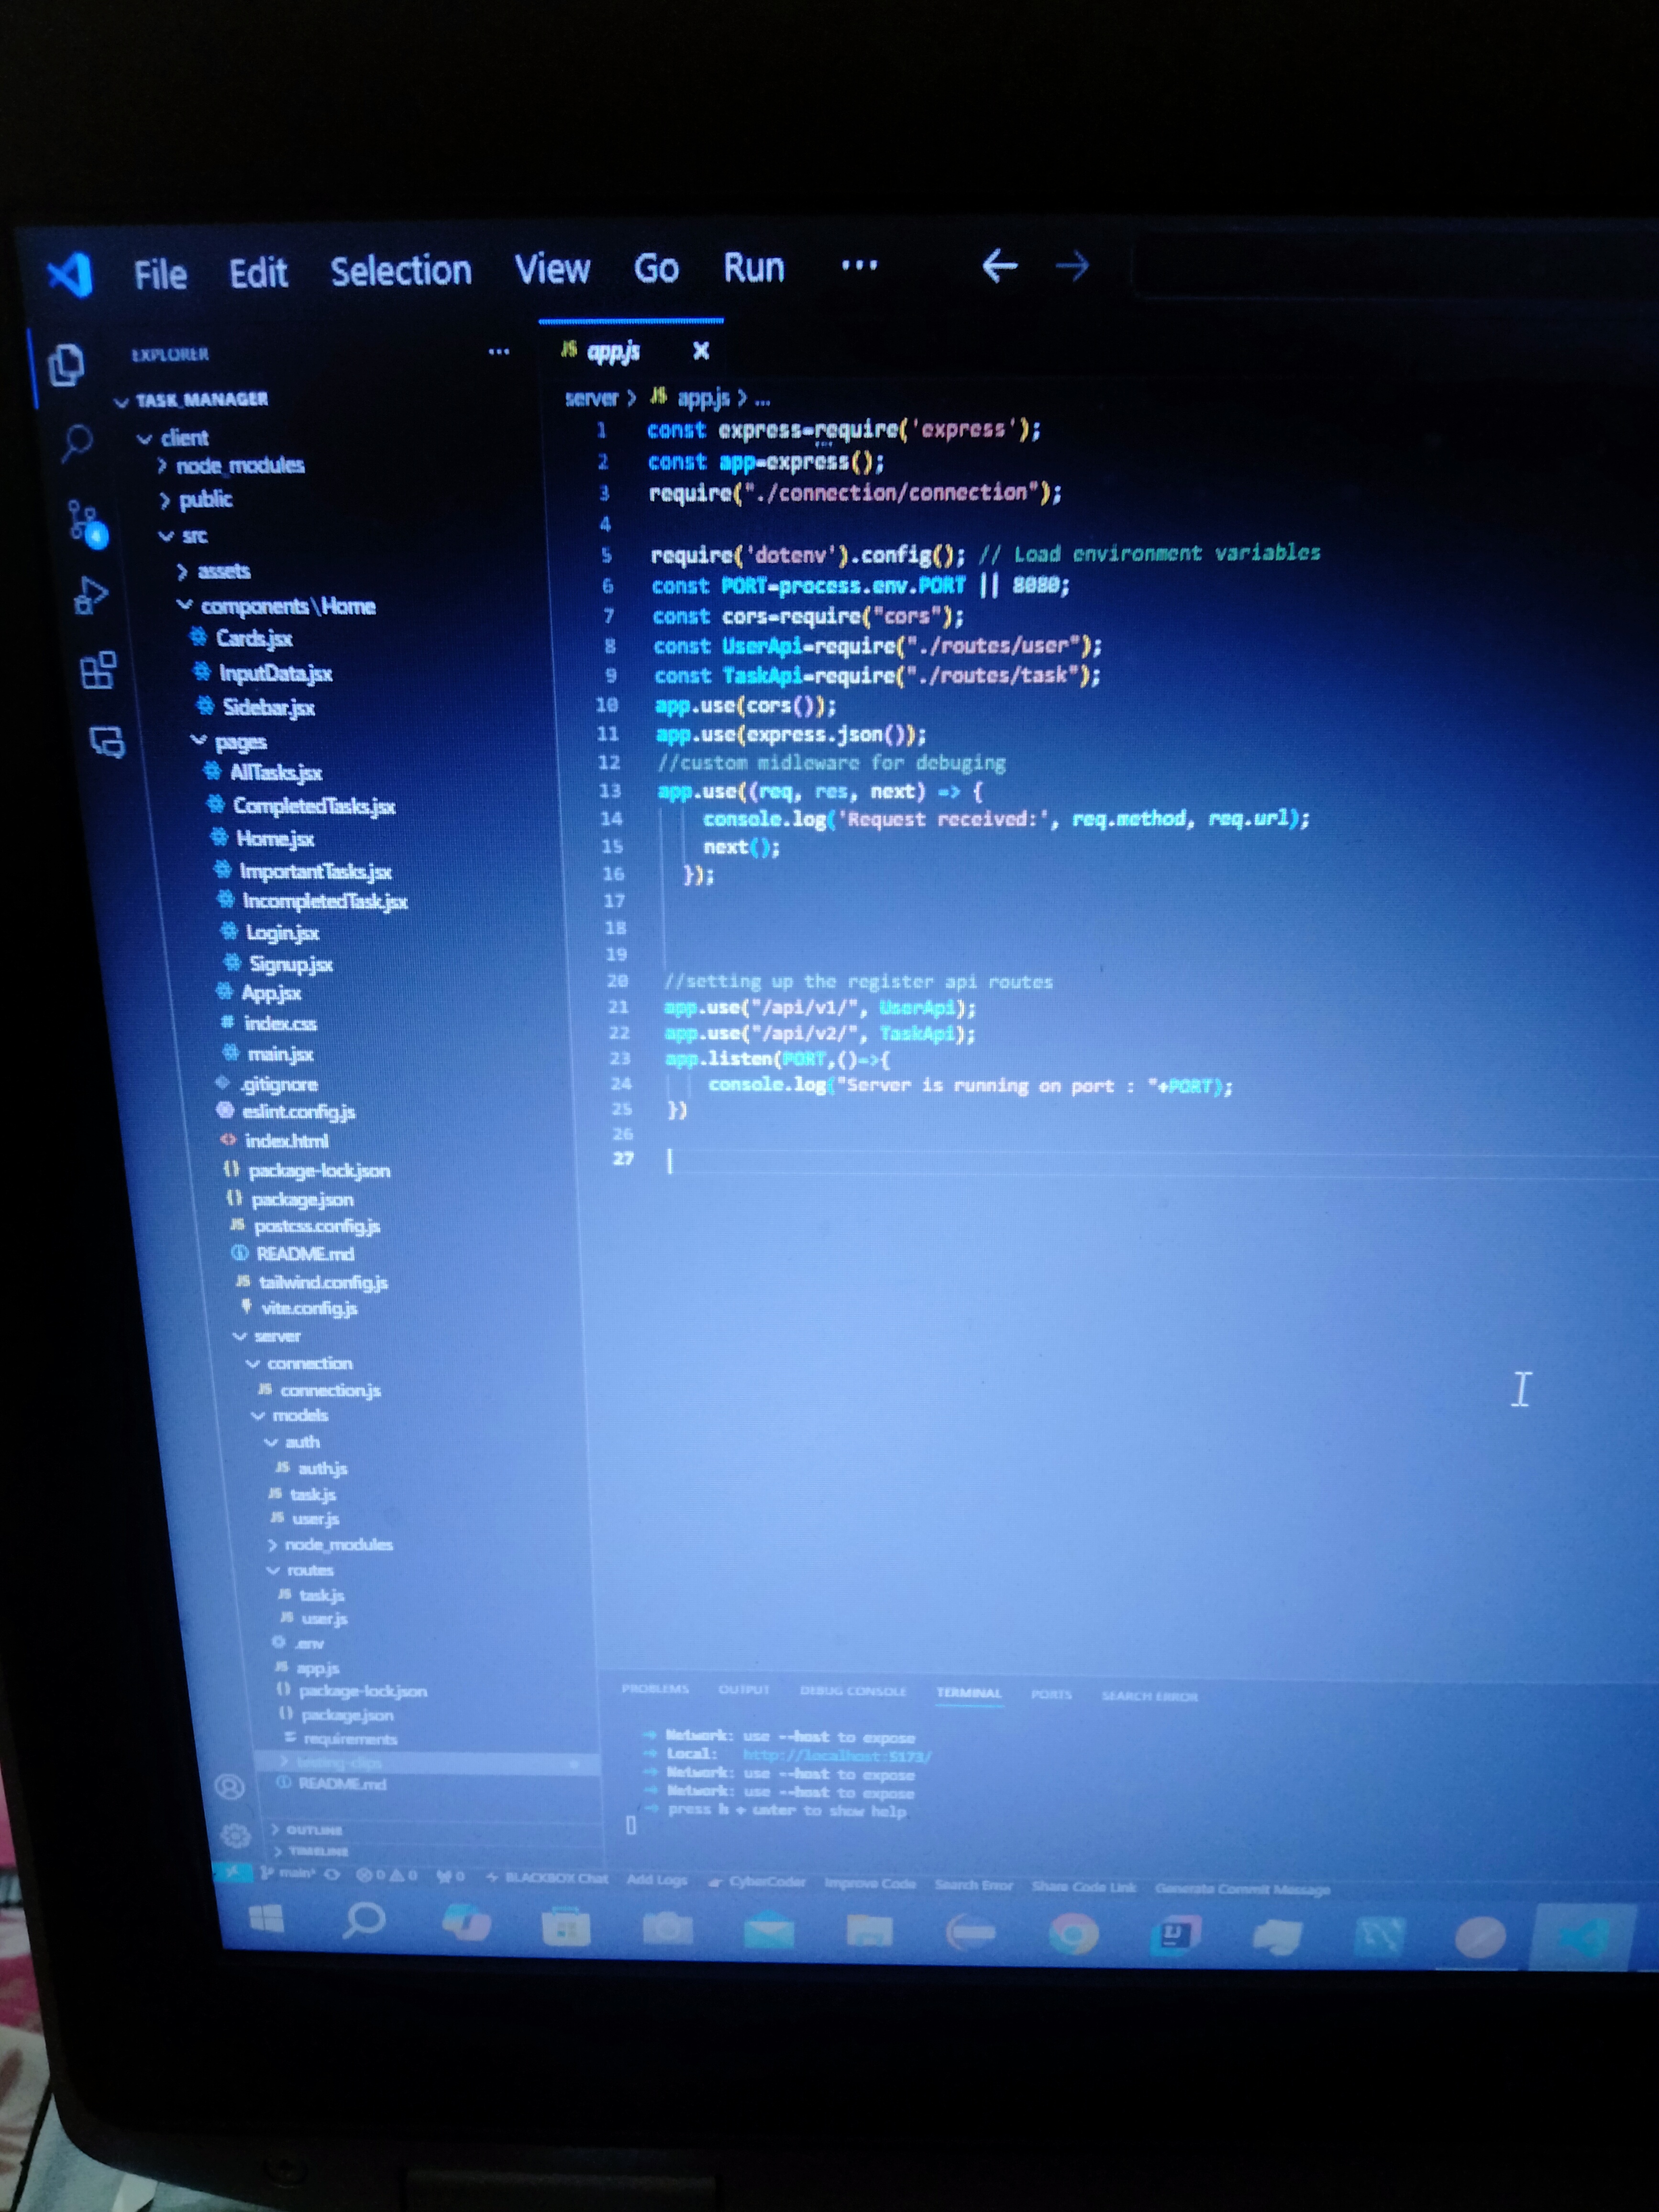 File Edit Selection View Go Run ...
EXPLORER ...
TASK_MANAGER
client
node_modules
public
src
assets
components\Home
Cards.jsx
InputData.jsx
Sidebar.jsx
pages
AllTasks.jsx
CompletedTasks.jsx
Home.jsx
ImportantTasks.jsx
IncompletedTask.jsx
Login.jsx
Signup.jsx
App.jsx
index.css
main.jsx
.gitignore
eslint.config.js
index.html
package-lock.json
package.json
postcss.config.js
README.md
tailwind.config.js
vite.config.js
server
connection
connection.js
models
auth
auth.js
task.js
user.js
node_modules
routes
task.js
user.js
.env
app.js
package-lock.json
package.json
requirements
testing-clips
README.md
OUTLINE
TIMELINE
JS app.js X
server > JS app.js > ...
1 const express=require('express');
2 const app=express();
3 require("./connection/connection");
4
5 require('dotenv').config(); // Load environment variables
6 const PORT=process.env.PORT || 8080;
7 const cors=require("cors");
8 const UserApi=require("./routes/user");
9 const TaskApi=require("./routes/task");
10 app.use(cors());
11 app.use(express.json());
12 //custom midleware for debuging
13 app.use((req, res, next) => {
14 console.log('Request received:', req.method, req.url);
15 next();
16 });
17
18
19
20 //setting up the register api routes
21 app.use("/api/v1/", UserApi);
22 app.use("/api/v2/", TaskApi);
23 app.listen(PORT,()=>{
24 console.log("Server is running on port : "+PORT);
25 })
26
27
PROBLEMS OUTPUT DEBUG CONSOLE TERMINAL PORTS SEARCH ERROR
➜ Network: use --host to expose
➜ Local: http://localhost:5173/
➜ Network: use --host to expose
➜ Network: use --host to expose
➜ press h + enter to show help
main* 0 0 0 BLACKBOX Chat Add Logs CyberCoder Improve Code Search Error Share Code Link Generate Commit Message